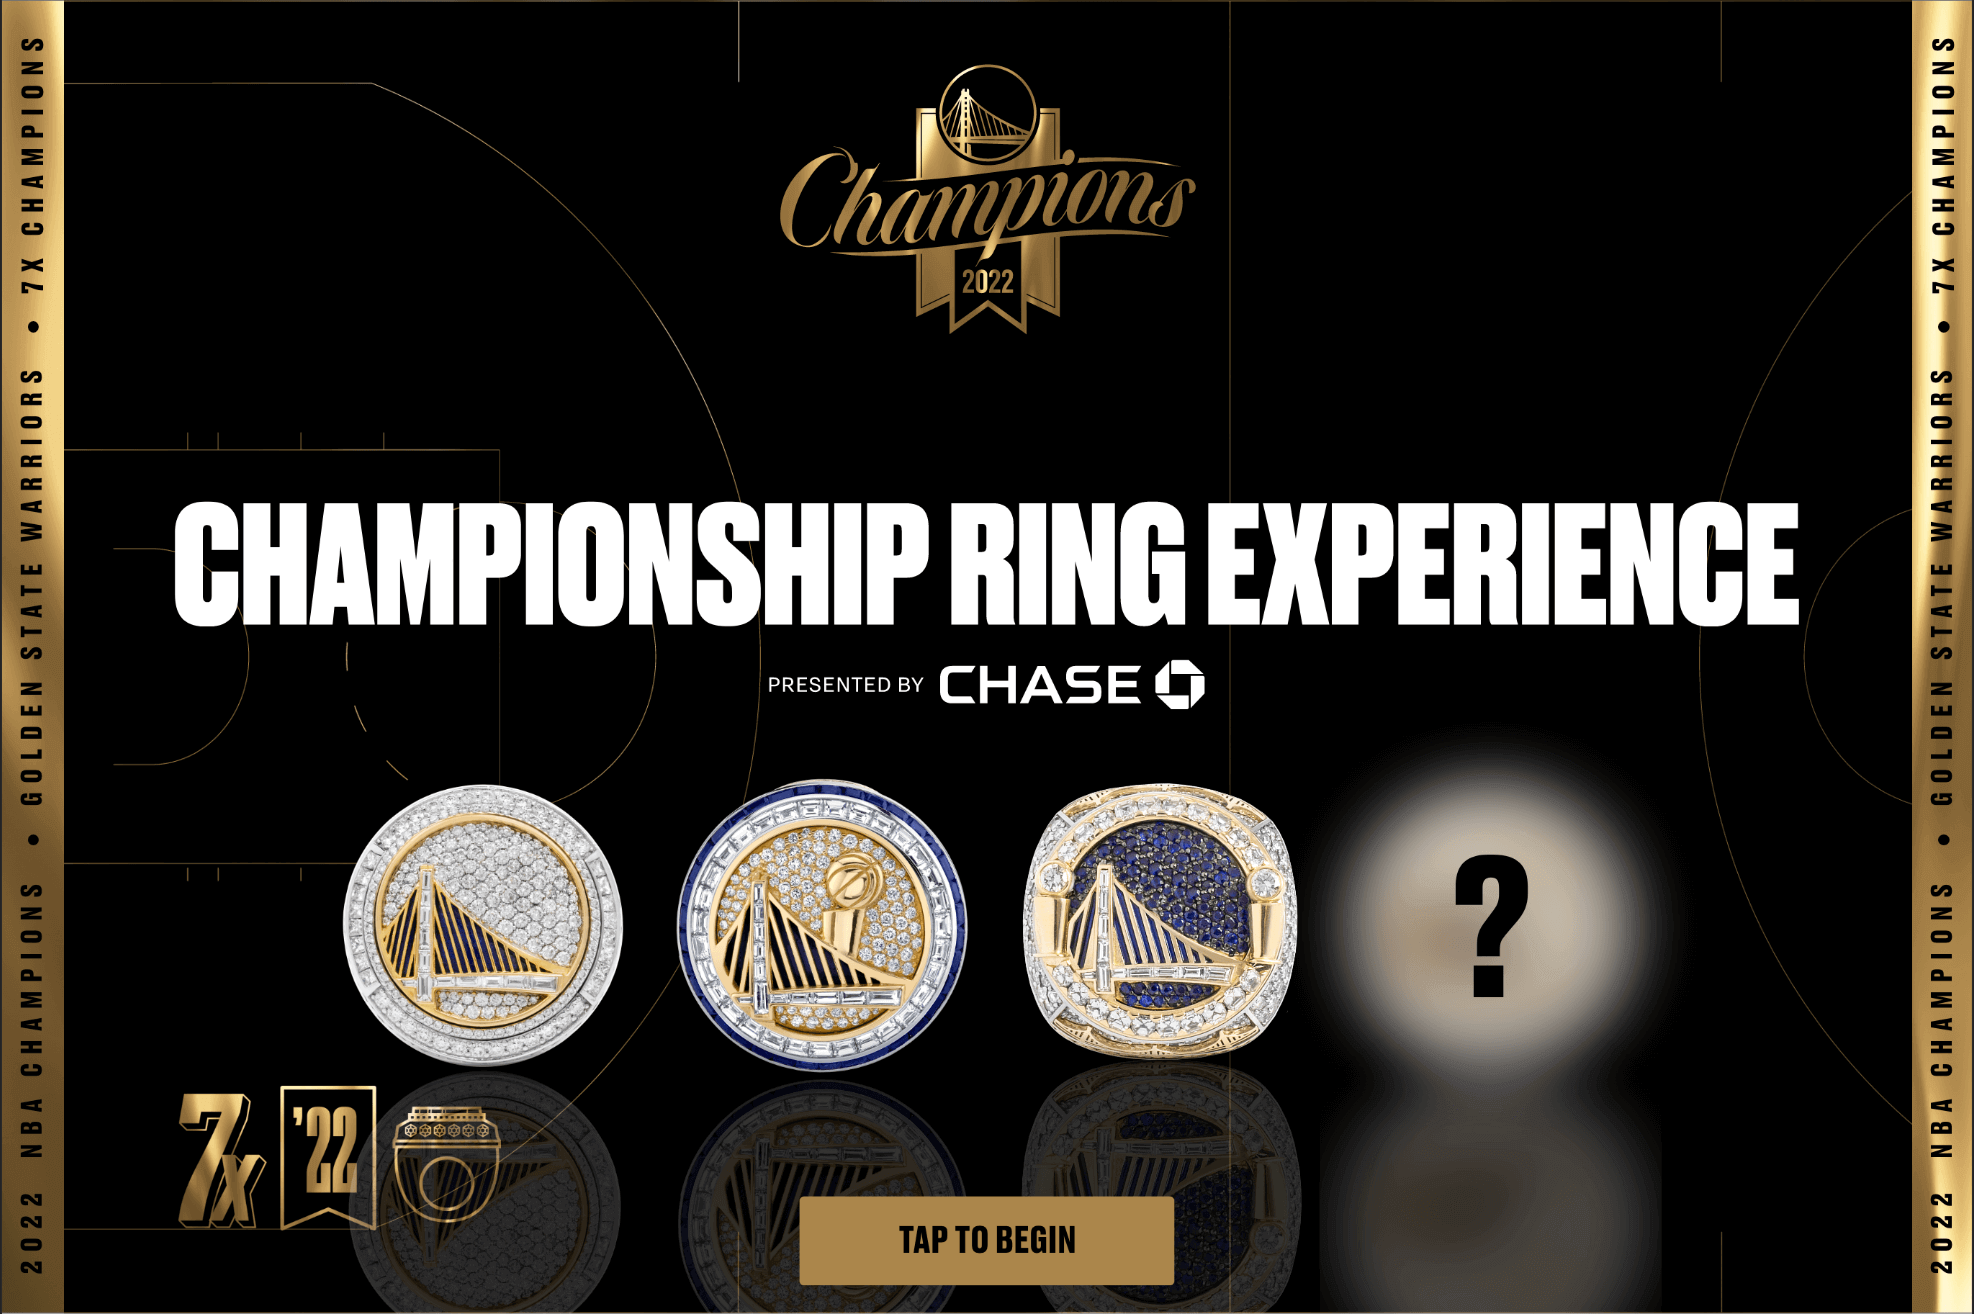 Champions
2022
CHAMPIONSHIP RING EXPERIENCE
PRESENTED BY CHASE
?
7x '22
TAP TO BEGIN
2022 NBA CHAMPIONS • GOLDEN STATE WARRIORS • 7X CHAMPIONS
2022 NBA CHAMPIONS • GOLDEN STATE WARRIORS • 7X CHAMPIONS